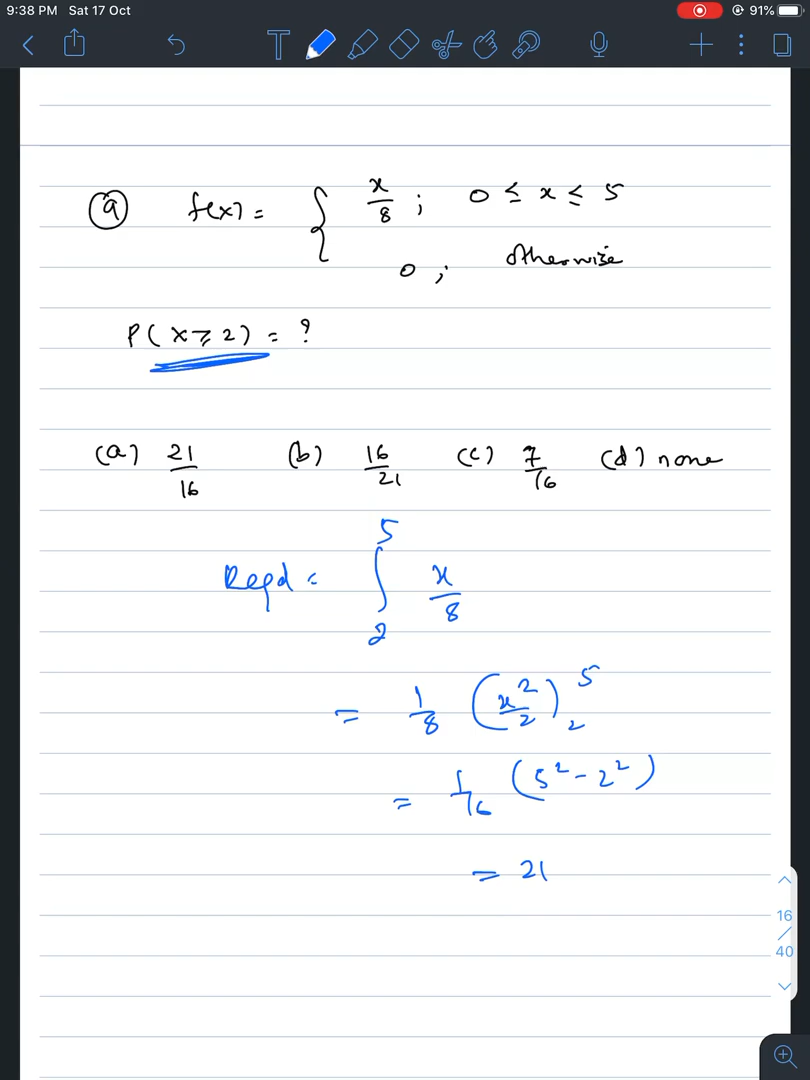 9:38 PM Sat 17 Oct 91%
T
(9) f(x) = { x/8 ; 0 ≤ x ≤ 5
0 ; otherwise
P(x ≥ 2) = ?
(a) 21/16 (b) 16/21 (c) 7/16 (d) none
Reqd = ∫₂⁵ x/8
= 1/8 (x²/2)₂⁵
= 1/16 (5² - 2²)
= 21
16
/
40